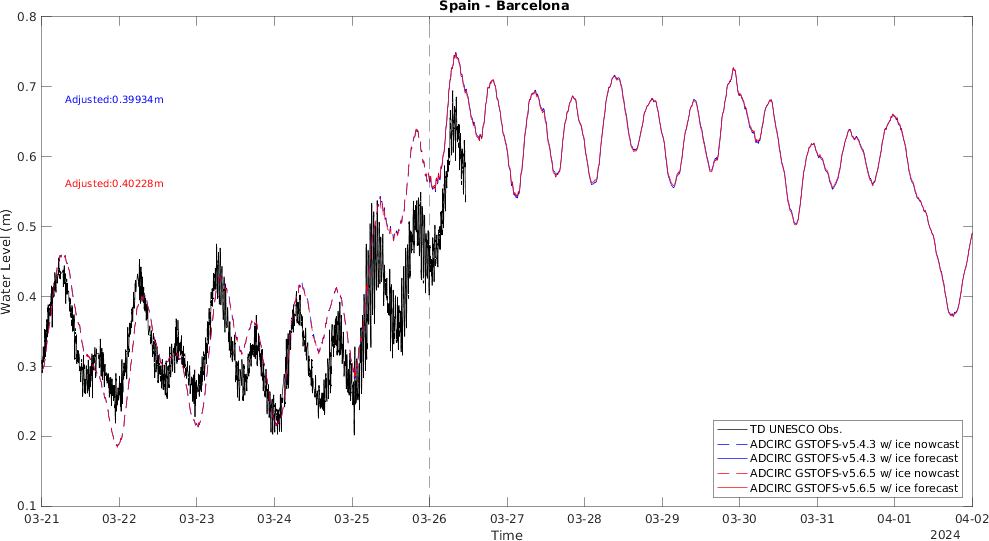 Spain - Barcelona
0.8
0.7
0.6
0.5
0.4
0.3
0.2
0.1
Water Level (m)
Adjusted:0.39934m
Adjusted:0.40228m
TD UNESCO Obs.
ADCIRC GSTOFS-v5.4.3 w/ ice nowcast
ADCIRC GSTOFS-v5.4.3 w/ ice forecast
ADCIRC GSTOFS-v5.6.5 w/ ice nowcast
ADCIRC GSTOFS-v5.6.5 w/ ice forecast
03-21 03-22 03-23 03-24 03-25 03-26 03-27 03-28 03-29 03-30 03-31 04-01 04-02
Time
2024